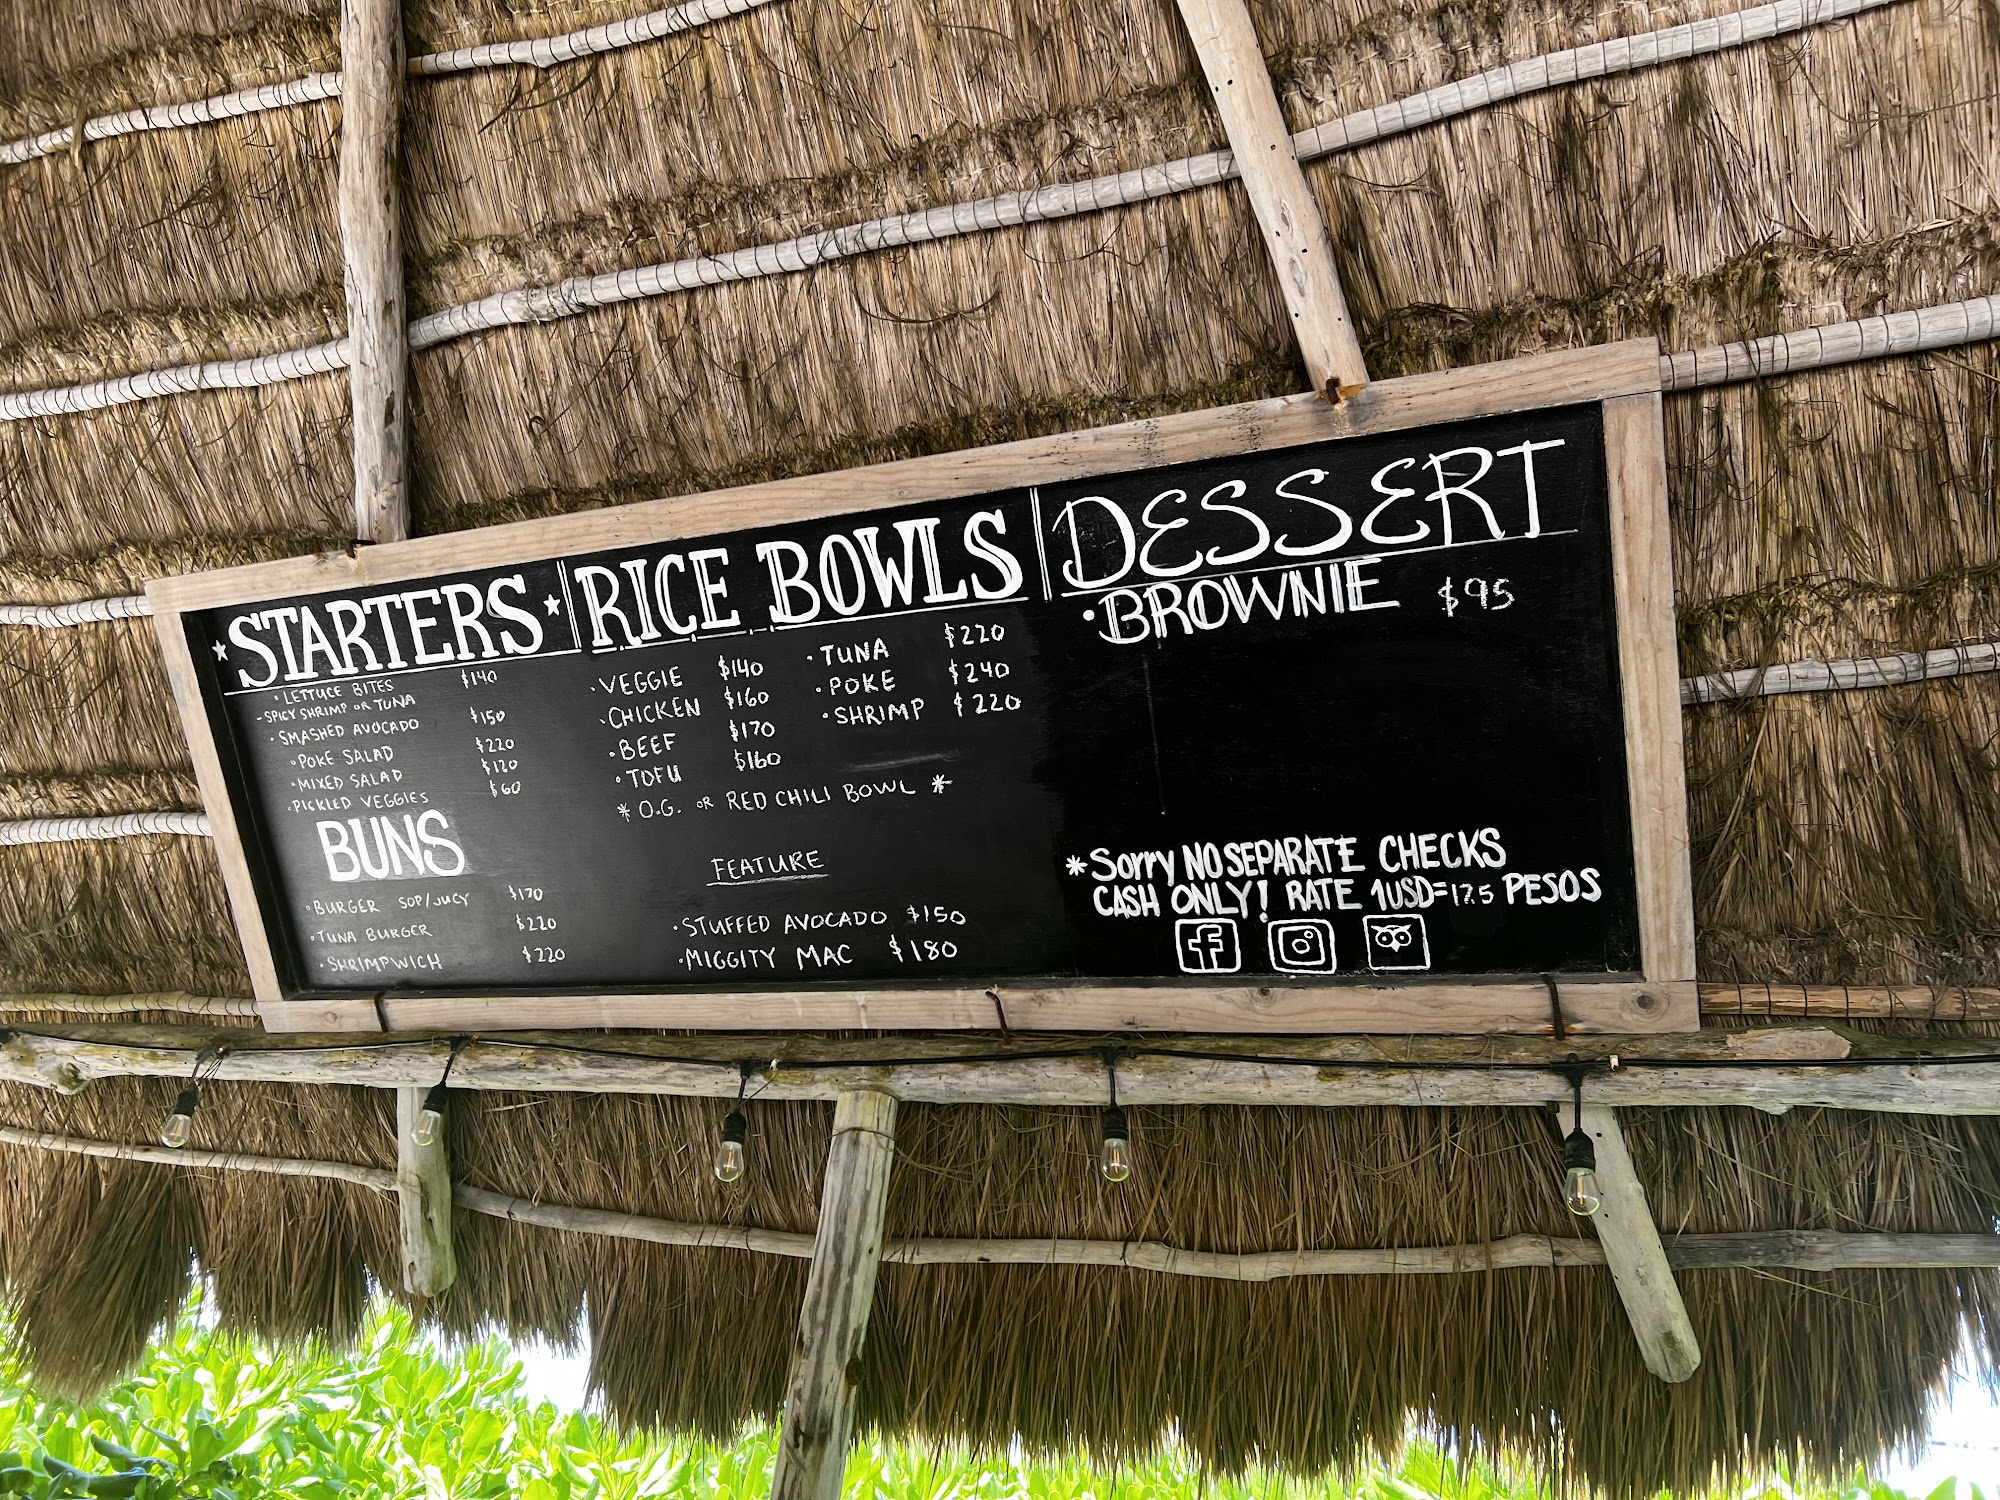 *STARTERS*
• LETTUCE BITES $140
- SPICY SHRIMP OR TUNA
• SMASHED AVOCADO $150
• POKE SALAD $220
• MIXED SALAD $120
• PICKLED VEGGIES $60
BUNS
• BURGER SOP/JUCY $170
• TUNA BURGER $220
• SHRIMPWICH $220
RICE BOWLS
• VEGGIE $140
• CHICKEN $160
• BEEF $170
• TOFU $160
• TUNA $220
• POKE $240
• SHRIMP $220
* O.G. OR RED CHILI BOWL *
FEATURE
• STUFFED AVOCADO $150
• MIGGITY MAC $180
DESSERT
• BROWNIE $95
* Sorry NO SEPARATE CHECKS
CASH ONLY! RATE 1USD=17.5 PESOS